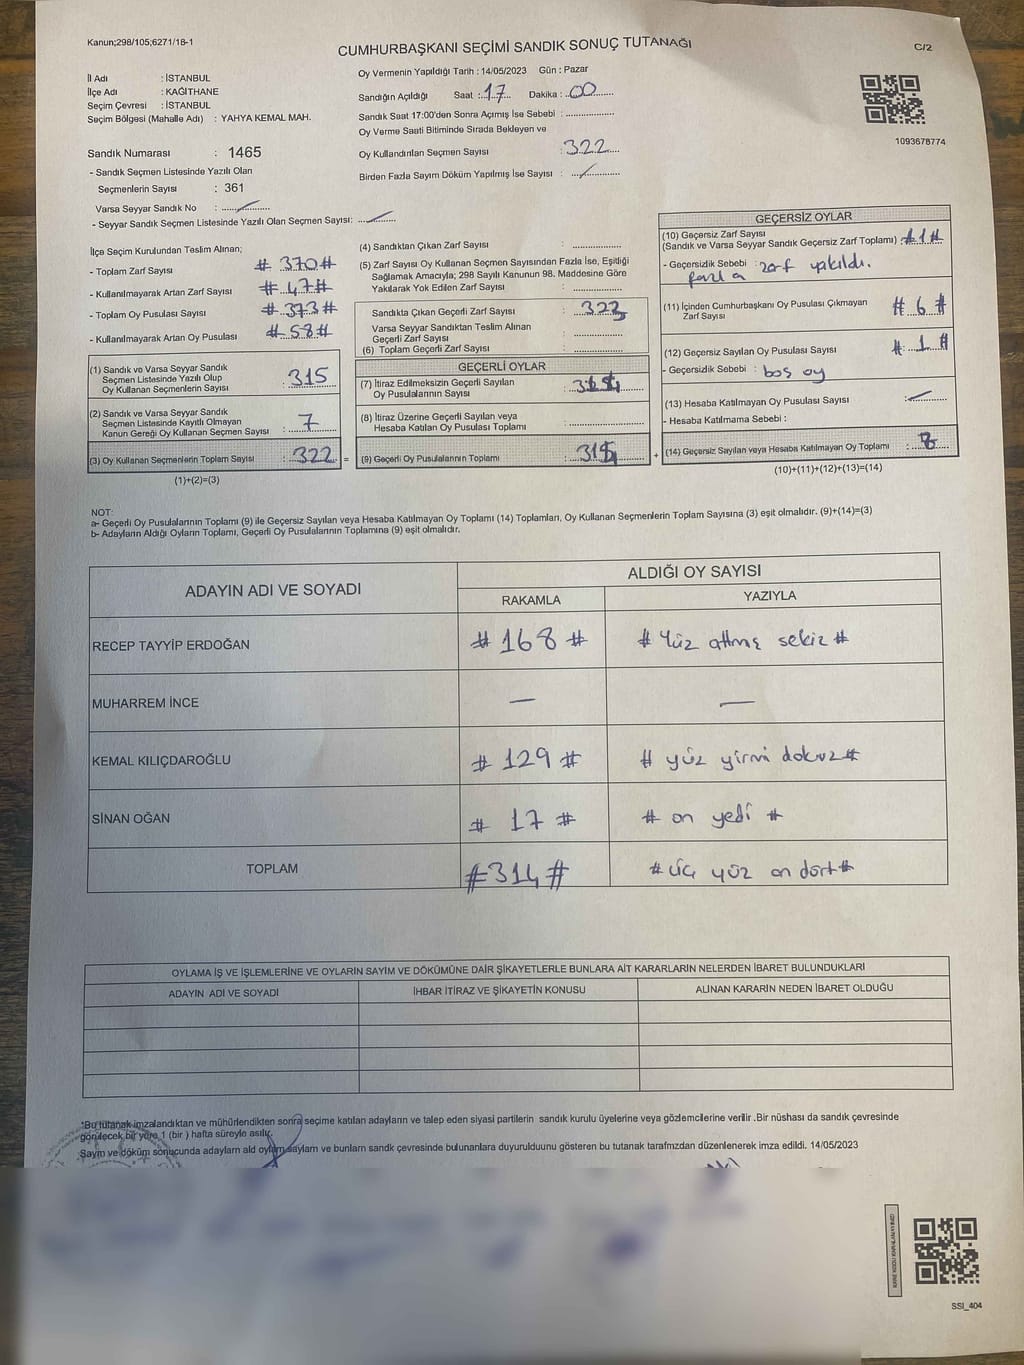 Kanun;298/105;6271/18-1
CUMHURBAŞKANI SEÇİMİ SANDIK SONUÇ TUTANAĞI
C/2
İl Adı : İSTANBUL
İlçe Adı : KAĞITHANE
Seçim Çevresi : İSTANBUL
Seçim Bölgesi (Mahalle Adı) : YAHYA KEMAL MAH.
Sandık Numarası : 1465
- Sandık Seçmen Listesinde Yazılı Olan
Seçmenlerin Sayısı : 361
Varsa Seyyar Sandık No :
- Seyyar Sandık Seçmen Listesinde Yazılı Olan Seçmen Sayısı:
Oy Vermenin Yapıldığı Tarih : 14/05/2023 Gün : Pazar
Sandığın Açıldığı Saat : 17 Dakika : 00
Sandık Saat 17:00'den Sonra Açımış İse Sebebi :
Oy Verme Saati Bitiminde Sırada Bekleyen ve
Oy Kullandırılan Seçmen Sayısı : 322
Birden Fazla Sayım Döküm Yapılmış İse Sayısı :
1093678774
İlçe Seçim Kurulundan Teslim Alınan;
- Toplam Zarf Sayısı # 370 #
- Kullanılmayarak Artan Zarf Sayısı # 47 #
- Toplam Oy Pusulası Sayısı # 373 #
- Kullanılmayarak Artan Oy Pusulası # 58 #
(1) Sandık ve Varsa Seyyar Sandık
Seçmen Listesinde Yazılı Olup
Oy Kullanan Seçmenlerin Sayısı : 315
(2) Sandık ve Varsa Seyyar Sandık
Seçmen Listesinde Kayıtlı Olmayan
Kanun Gereği Oy Kullanan Seçmen Sayısı : 7
(3) Oy Kullanan Seçmenlerin Toplam Sayısı : 322 =
(1)+(2)=(3)
(4) Sandıktan Çıkan Zarf Sayısı :
(5) Zarf Sayısı Oy Kullanan Seçmen Sayısından Fazla İse, Eşitliği
Sağlamak Amacıyla; 298 Sayılı Kanunun 98. Maddesine Göre
Yakılarak Yok Edilen Zarf Sayısı :
Sandıkta Çıkan Geçerli Zarf Sayısı :
Varsa Seyyar Sandıktan Teslim Alınan
Geçerli Zarf Sayısı :
(6) Toplam Geçerli Zarf Sayısı :
GEÇERLİ OYLAR
(7) İtiraz Edilmeksizin Geçerli Sayılan
Oy Pusulalarının Sayısı :
(8) İtiraz Üzerine Geçerli Sayılan veya
Hesaba Katılan Oy Pusulası Toplamı :
(9) Geçerli Oy Pusulalarının Toplamı : +
GEÇERSİZ OYLAR
(10) Geçersiz Zarf Sayısı
(Sandık ve Varsa Seyyar Sandık Geçersiz Zarf Toplamı) : # 1 #
- Geçersizlik Sebebi : fazla zarf yakıldı.
(11) İçinden Cumhurbaşkanı Oy Pusulası Çıkmayan
Zarf Sayısı # 6 #
(12) Geçersiz Sayılan Oy Pusulası Sayısı # 1 #
- Geçersizlik Sebebi : boş oy
(13) Hesaba Katılmayan Oy Pusulası Sayısı :
- Hesaba Katılmama Sebebi :
(14) Geçersiz Sayılan veya Hesaba Katılmayan Oy Toplamı : 8
(10)+(11)+(12)+(13)=(14)
NOT:
a- Geçerli Oy Pusulalarının Toplamı (9) ile Geçersiz Sayılan veya Hesaba Katılmayan Oy Toplamı (14) Toplamları, Oy Kullanan Seçmenlerin Toplam Sayısına (3) eşit olmalıdır. (9)+(14)=(3)
b- Adayların Aldığı Oyların Toplamı, Geçerli Oy Pusulalarının Toplamına (9) eşit olmalıdır.
ADAYIN ADI VE SOYADI ALDIĞI OY SAYISI
RAKAMLA YAZIYLA
RECEP TAYYİP ERDOĞAN # 168 # # Yüz altmış sekiz #
MUHARREM İNCE — —
KEMAL KILIÇDAROĞLU # 129 # # yüz yirmi dokuz #
SİNAN OĞAN # 17 # # on yedi #
TOPLAM # 314 # # üç yüz on dört #
OYLAMA İŞ VE İŞLEMLERİNE VE OYLARIN SAYIM VE DÖKÜMÜNE DAİR ŞİKAYETLERLE BUNLARA AİT KARARLARIN NELERDEN İBARET BULUNDUKLARI
ADAYIN ADI VE SOYADI İHBAR İTİRAZ VE ŞİKAYETİN KONUSU ALINAN KARARIN NEDEN İBARET OLDUĞU
*Bu tutanak imzalandıktan ve mühürlendikten sonra seçime katılan adayların ve talep eden siyasi partilerin sandık kurulu üyelerine veya gözlemcilerine verilir .Bir nüshası da sandık çevresinde
görülecek bir yere 1 (bir ) hafta süreyle asılır.
Sayım ve döküm sonucunda adayların aldı oyların sayıları ve bunların sandk çevresinde bulunanlara duyurulduunu gösteren bu tutanak tarafmzdan düzenlenerek imza edildi. 14/05/2023
SSI_404